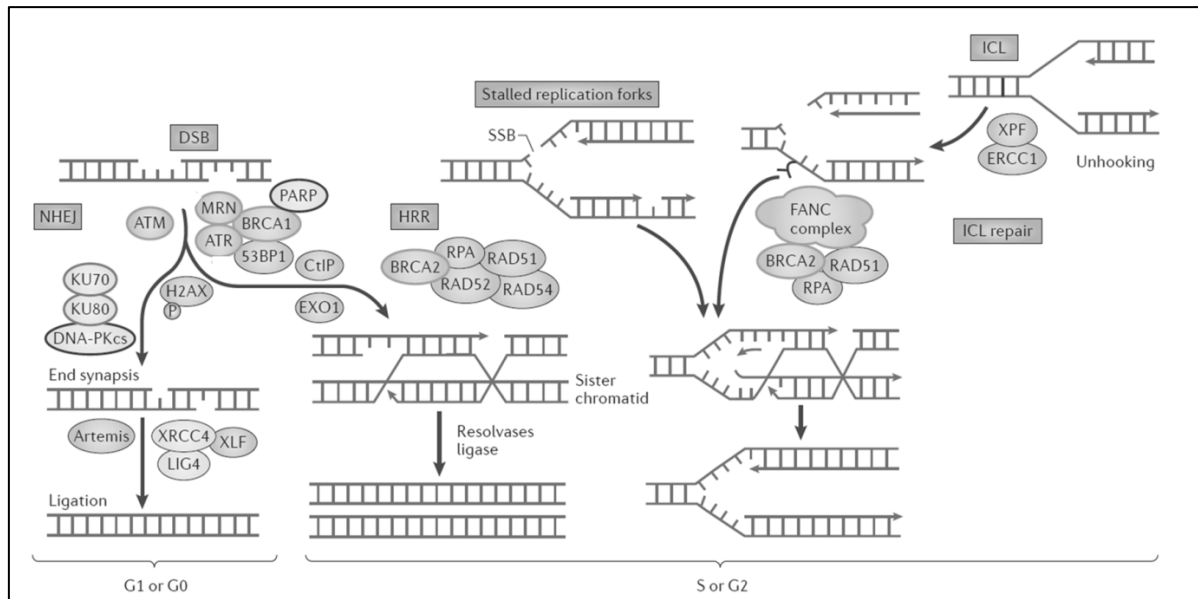 ICL
Stalled replication forks
SSB
XPF
ERCC1
Unhooking
DSB
PARP
NHEJ
ATM
MRN
BRCA1
ATR
53BP1
HRR
FANC
complex
ICL repair
CtIP
BRCA2
RPA
RAD51
RAD52
RAD54
BRCA2
RAD51
RPA
KU70
KU80
DNA-PKcs
H2AX
P
EXO1
End synapsis
Sister
chromatid
Artemis
XRCC4
XLF
LIG4
Resolvases
ligase
Ligation
G1 or G0
S or G2